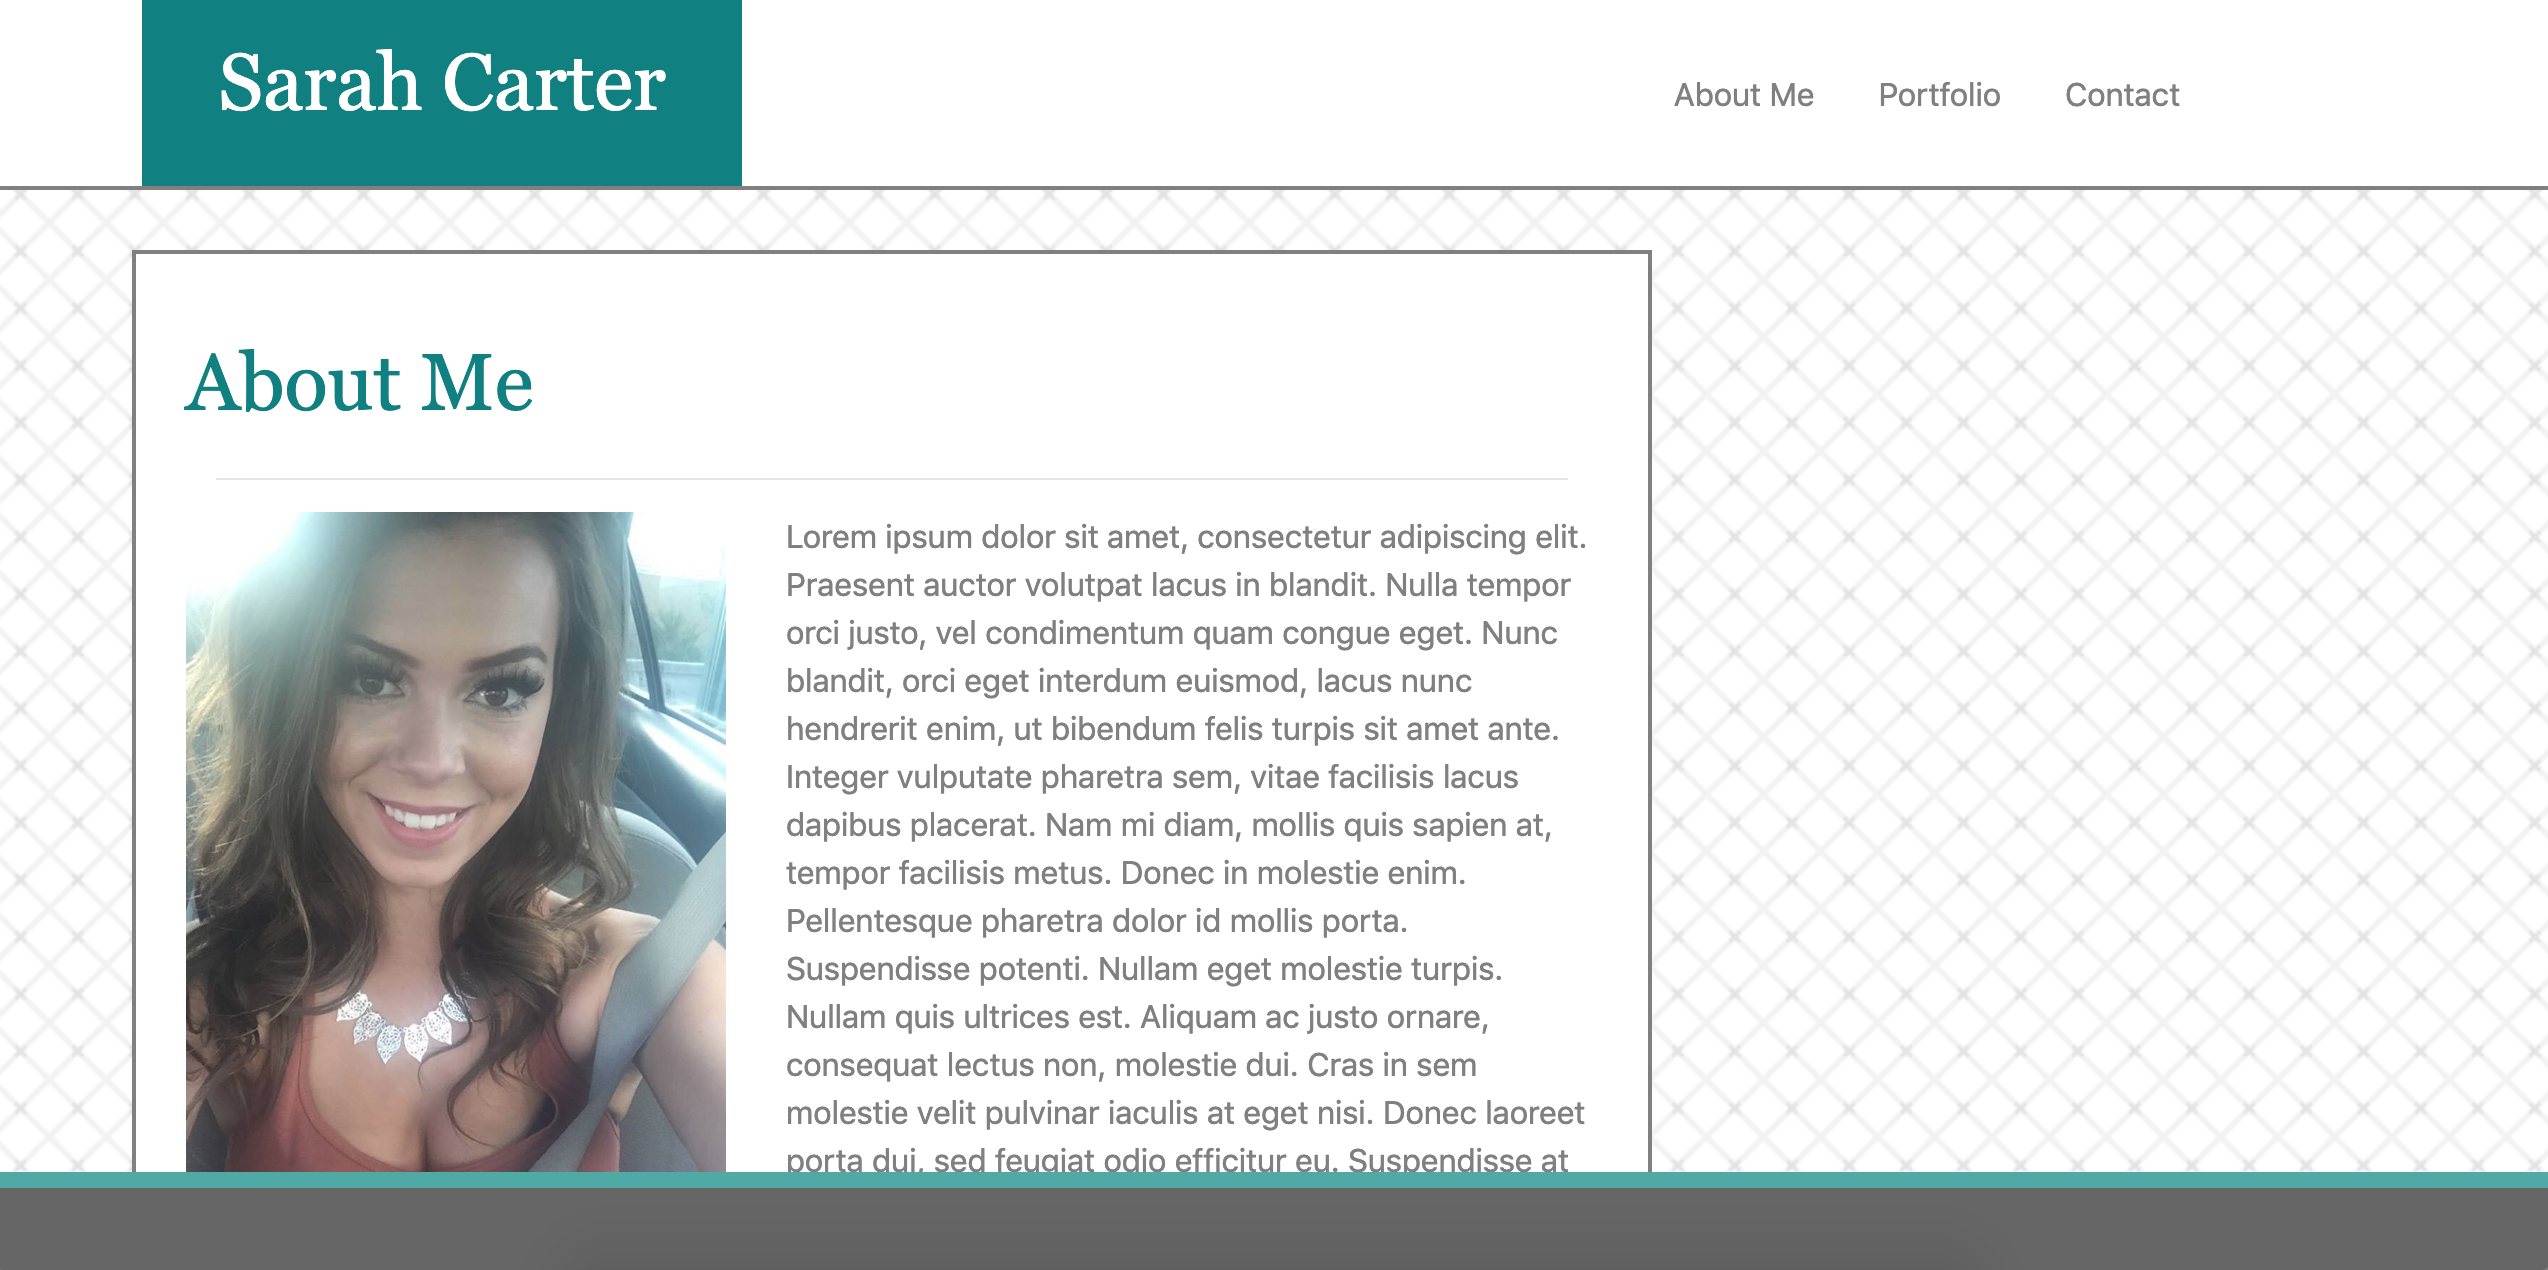 Sarah Carter
About Me
Portfolio
Contact
About Me
Lorem ipsum dolor sit amet, consectetur adipiscing elit.
Praesent auctor volutpat lacus in blandit. Nulla tempor
orci justo, vel condimentum quam congue eget. Nunc
blandit, orci eget interdum euismod, lacus nunc
hendrerit enim, ut bibendum felis turpis sit amet ante.
Integer vulputate pharetra sem, vitae facilisis lacus
dapibus placerat. Nam mi diam, mollis quis sapien at,
tempor facilisis metus. Donec in molestie enim.
Pellentesque pharetra dolor id mollis porta.
Suspendisse potenti. Nullam eget molestie turpis.
Nullam quis ultrices est. Aliquam ac justo ornare,
consequat lectus non, molestie dui. Cras in sem
molestie velit pulvinar iaculis at eget nisi. Donec laoreet
porta dui, sed feugiat odio efficitur eu. Suspendisse at